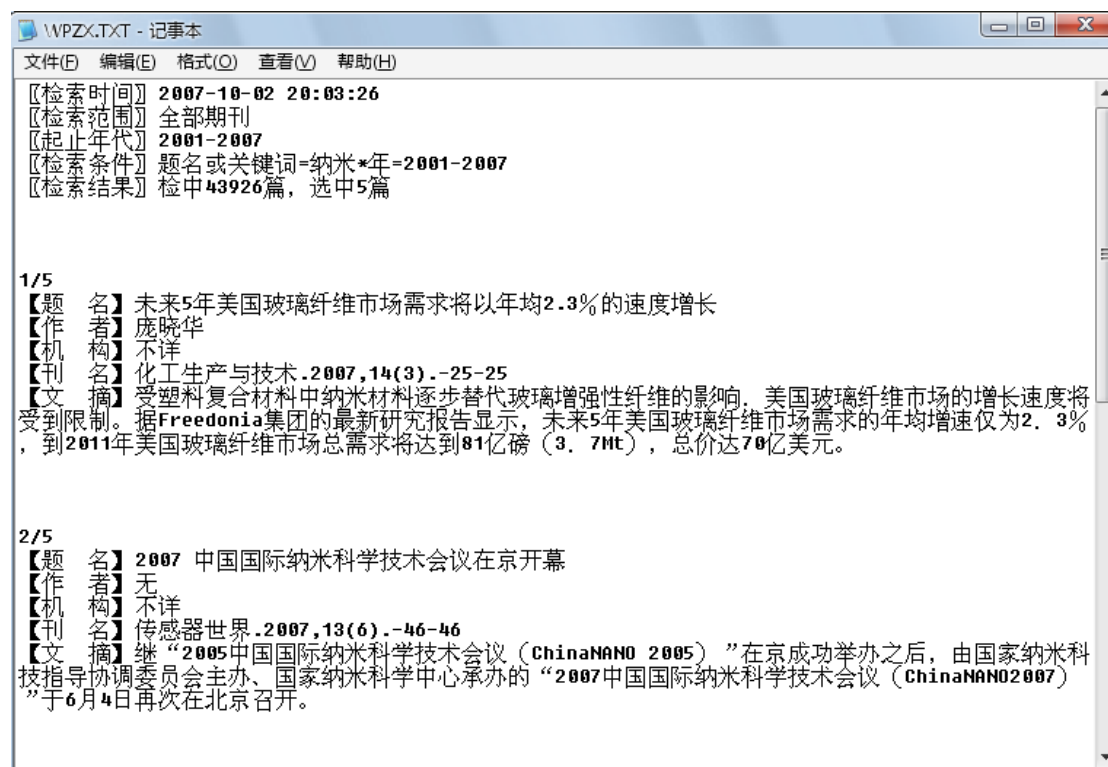 WPZX.TXT - 记事本
文件(F) 编辑(E) 格式(O) 查看(V) 帮助(H)
〖检索时间〗2007-10-02 20:03:26
〖检索范围〗全部期刊
〖起止年代〗2001-2007
〖检索条件〗题名或关键词=纳米*年=2001-2007
〖检索结果〗检中43926篇，选中5篇
1/5
【题　名】未来5年美国玻璃纤维市场需求将以年均2.3％的速度增长
【作　者】庞晓华
【机　构】不详
【刊　名】化工生产与技术.2007,14(3).-25-25
【文　摘】受塑料复合材料中纳米材料逐步替代玻璃增强性纤维的影响．美国玻璃纤维市场的增长速度将
受到限制。据Freedonia集团的最新研究报告显示，未来5年美国玻璃纤维市场需求的年均增速仅为2．3％
，到2011年美国玻璃纤维市场总需求将达到81亿磅（3．7Mt），总价达70亿美元。
2/5
【题　名】2007 中国国际纳米科学技术会议在京开幕
【作　者】无
【机　构】不详
【刊　名】传感器世界.2007,13(6).-46-46
【文　摘】继“2005中国国际纳米科学技术会议（ChinaNANO 2005）”在京成功举办之后，由国家纳米科
技指导协调委员会主办、国家纳米科学中心承办的“2007中国国际纳米科学技术会议（ChinaNANO2007）
”于6月4日再次在北京召开。